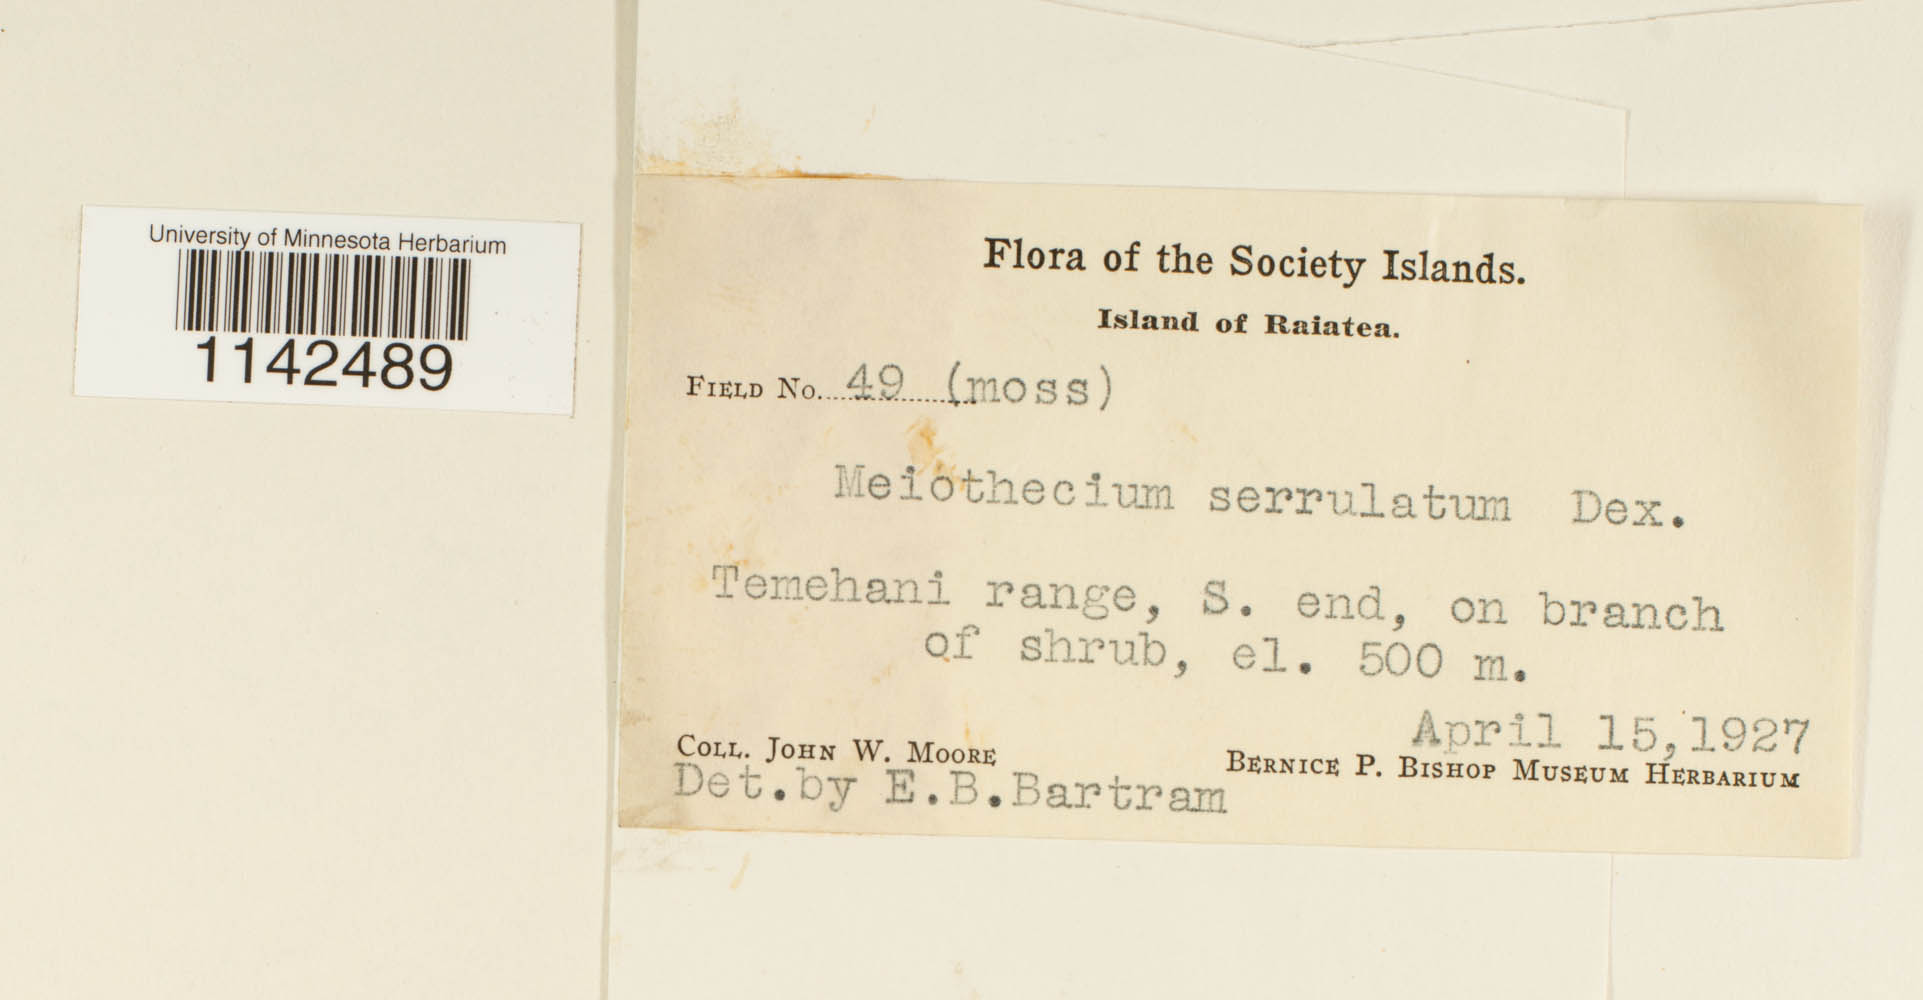 University of Minnesota Herbarium
1142489
Flora of the Society Islands.
Island of Raiatea.
FIELD No. 49 (moss)
Meiothecium serrulatum Dex.
Temehani range, S. end, on branch
of shrub, el. 500 m.
April 15, 1927
COLL. JOHN W. MOORE
BERNICE P. BISHOP MUSEUM HERBARIUM
Det.by E.B.Bartram